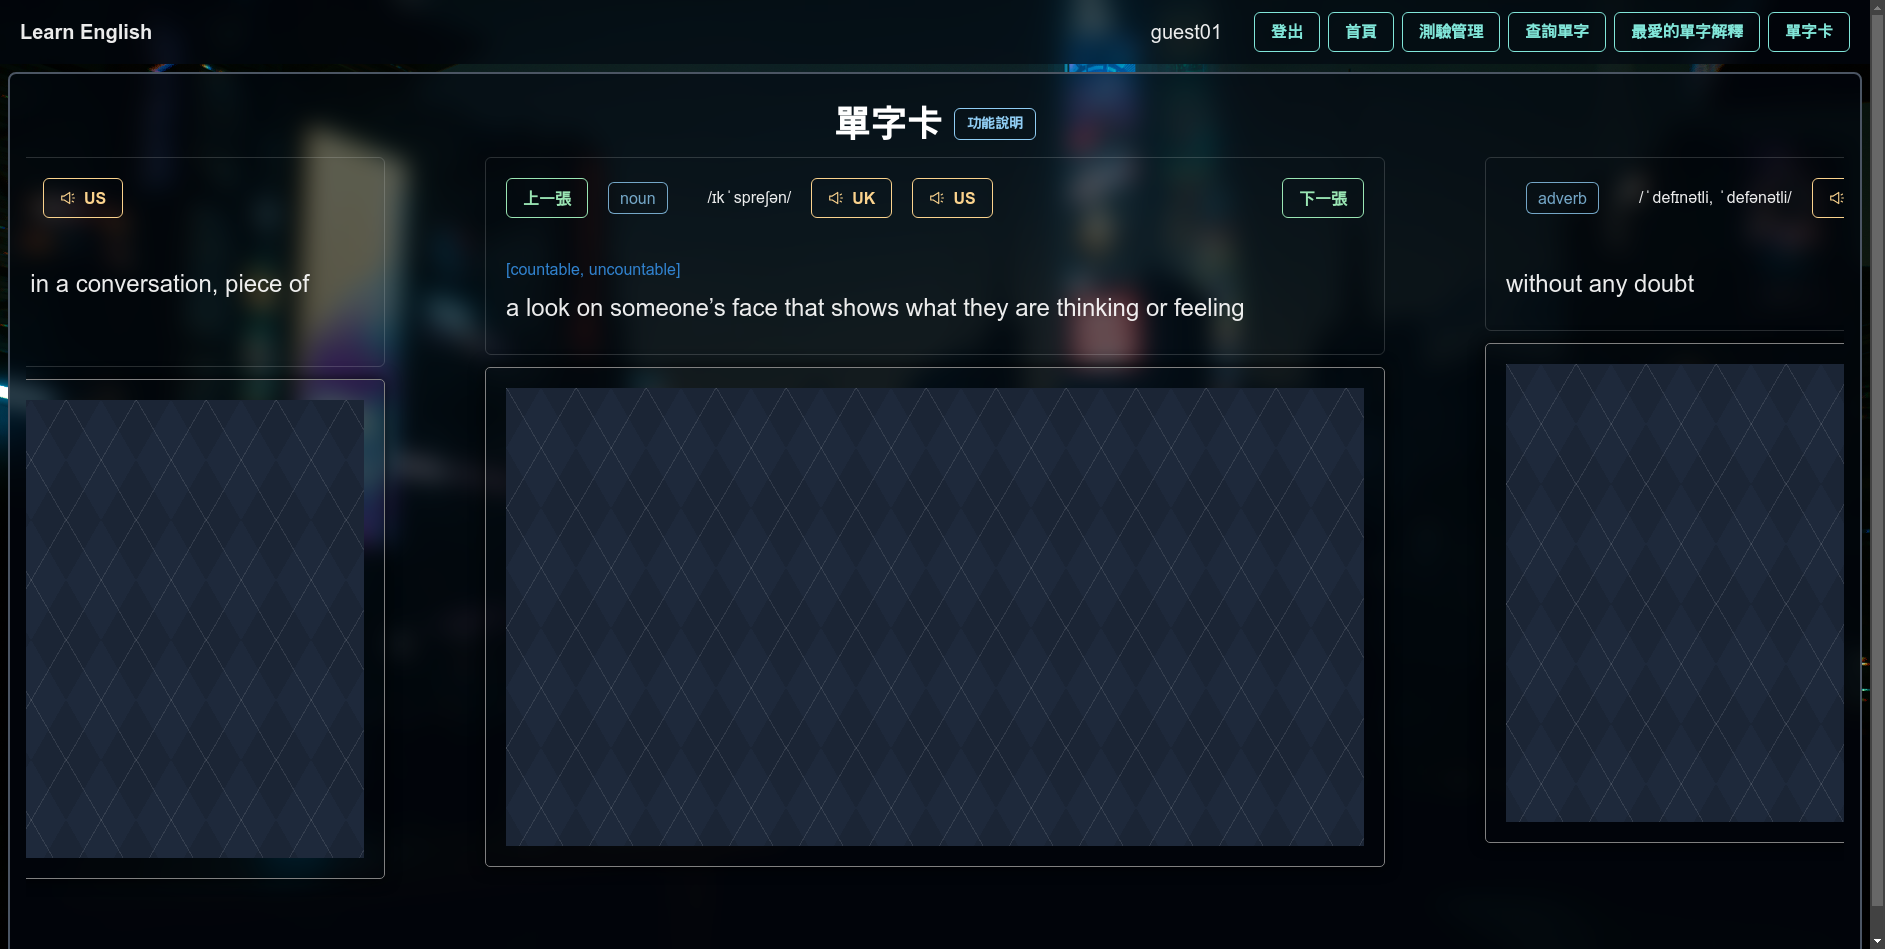 Learn English
guest01
登出
首頁
測驗管理
查詢單字
最愛的單字解釋
單字卡
單字卡
功能說明
US
in a conversation, piece of
上一張
noun
/ɪkˈspreʃən/
UK
US
下一張
[countable, uncountable]
a look on someone’s face that shows what they are thinking or feeling
adverb
/ˈdefɪnətli, ˈdefənətli/
without any doubt